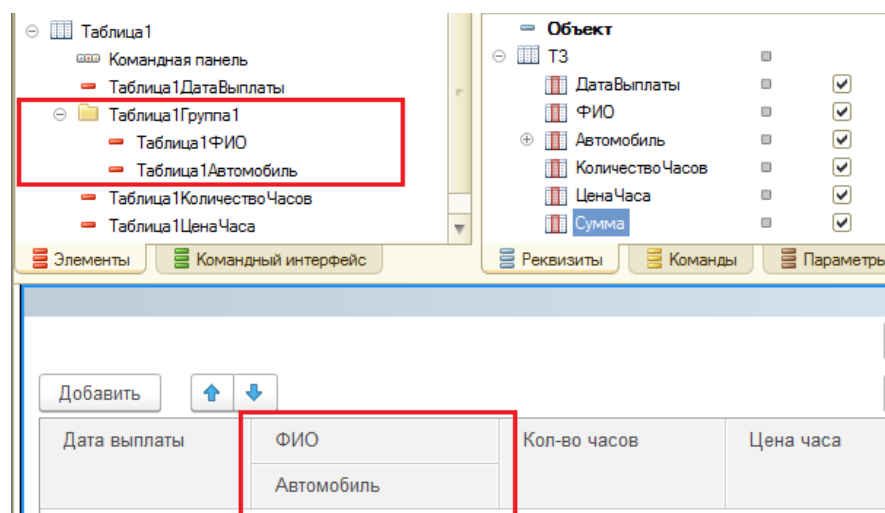 Таблица1
Командная панель
Таблица1ДатаВыплаты
Таблица1Группа1
Таблица1ФИО
Таблица1Автомобиль
Таблица1КоличествоЧасов
Таблица1ЦенаЧаса
Элементы Командный интерфейс
Объект
ТЗ
ДатаВыплаты
ФИО
Автомобиль
КоличествоЧасов
ЦенаЧаса
Сумма
Реквизиты Команды Параметры
Добавить
Дата выплаты ФИО Кол-во часов Цена часа
Автомобиль